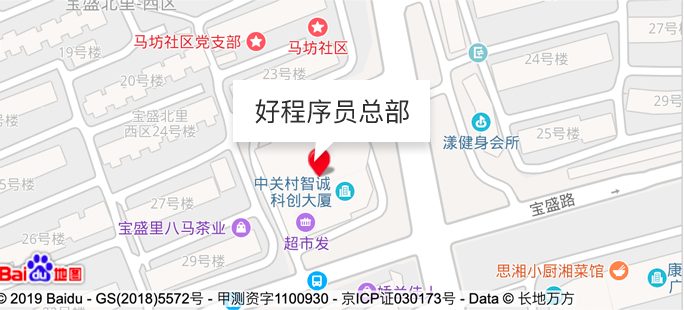 宝盛北里-西区
马坊社区党支部
马坊社区
19号楼
20号楼
23号楼
24号楼
29号
好程序员总部
宝盛北里
西区24号楼
漾健身会所
25号楼
中关村智诚
科创大厦
5号楼
宝盛路
宝盛里八马茶业
超市发
26号楼
29号楼
思湘小厨湘菜馆
康
广
Bai 地图
© 2019 Baidu - GS(2018)5572号 - 甲测资字1100930 - 京ICP证030173号 - Data © 长地万方